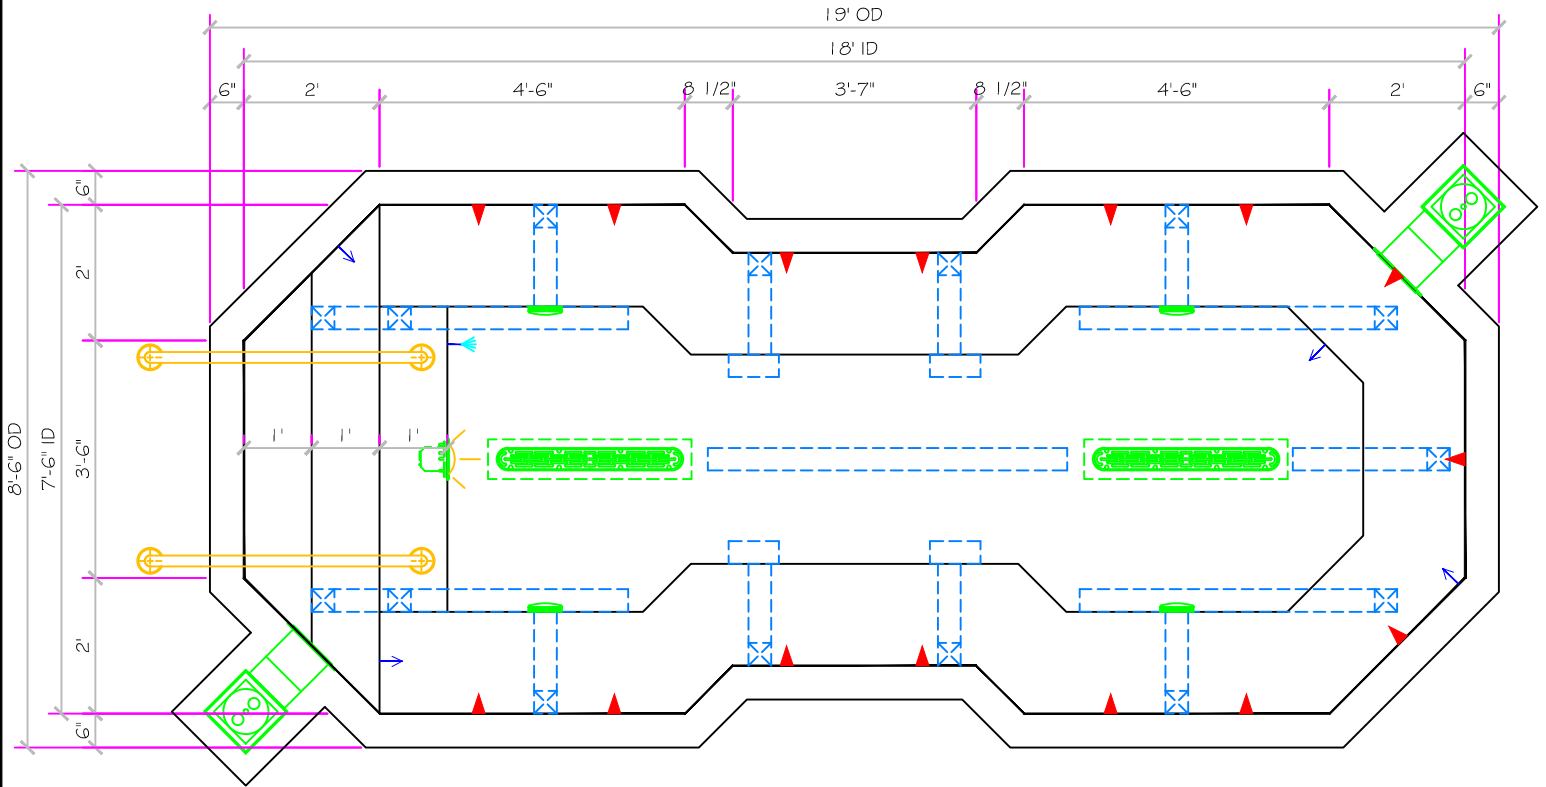 19' OD
18' ID
6" 2' 4'-6" 8 1/2" 3'-7" 8 1/2" 4'-6" 2' 6"
6"
2'
8'-6" OD
7'-6" ID
3'-6"
1' 1' 1'
2'
6"